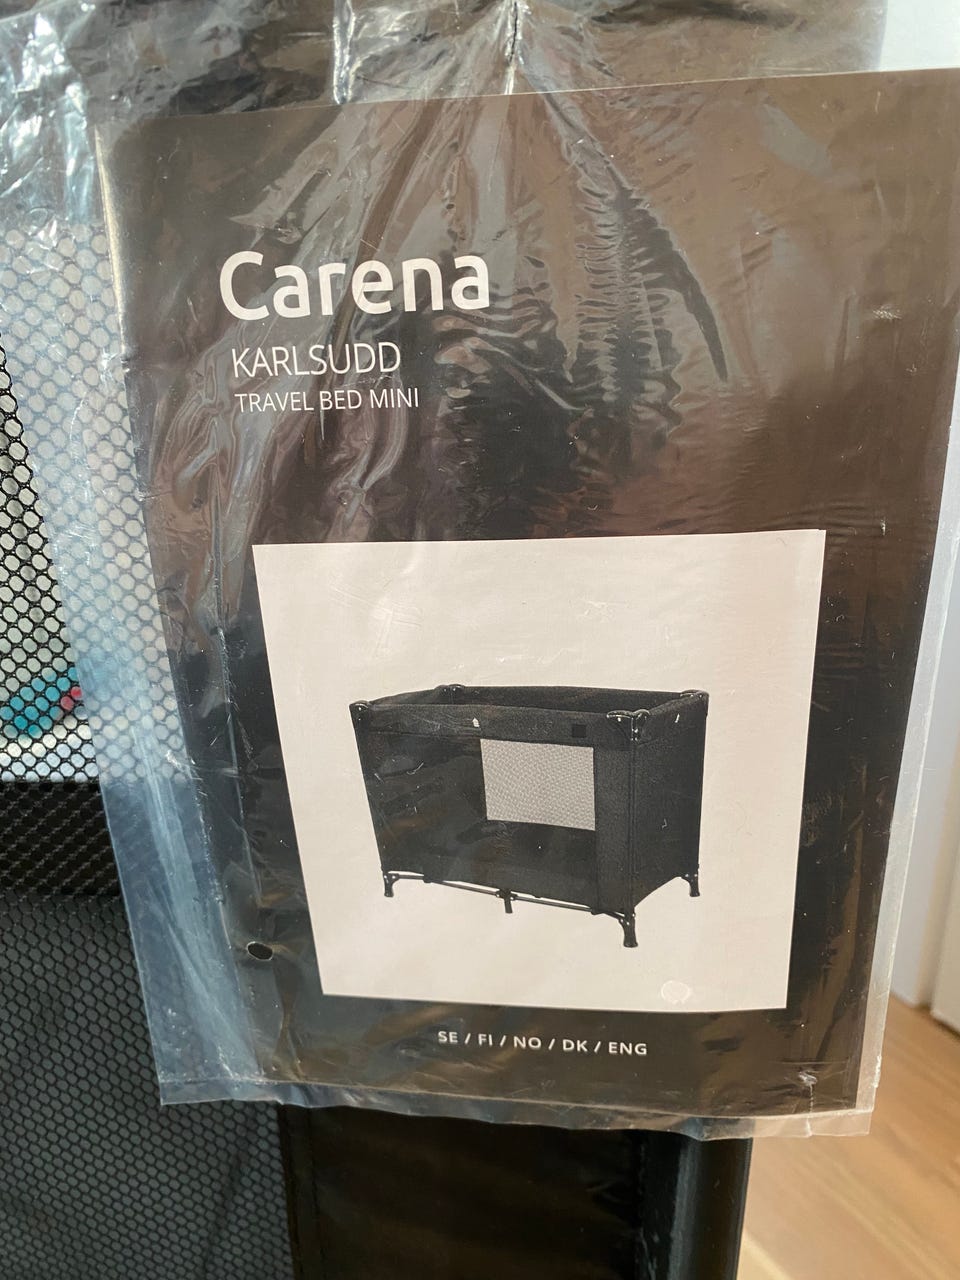 Carena
KARLSUDD
TRAVEL BED MINI
SE / FI / NO / DK / ENG